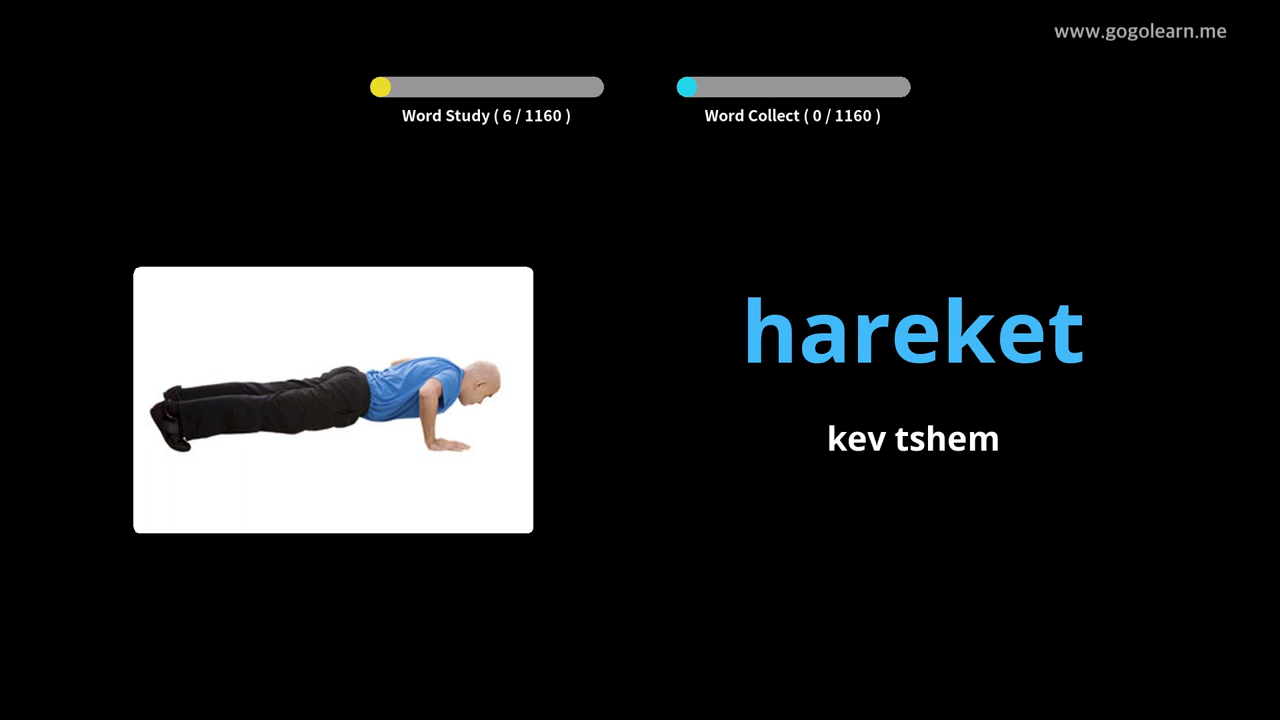 www.gogolearn.me
Word Study ( 6 / 1160 )
Word Collect ( 0 / 1160 )
hareket
kev tshem